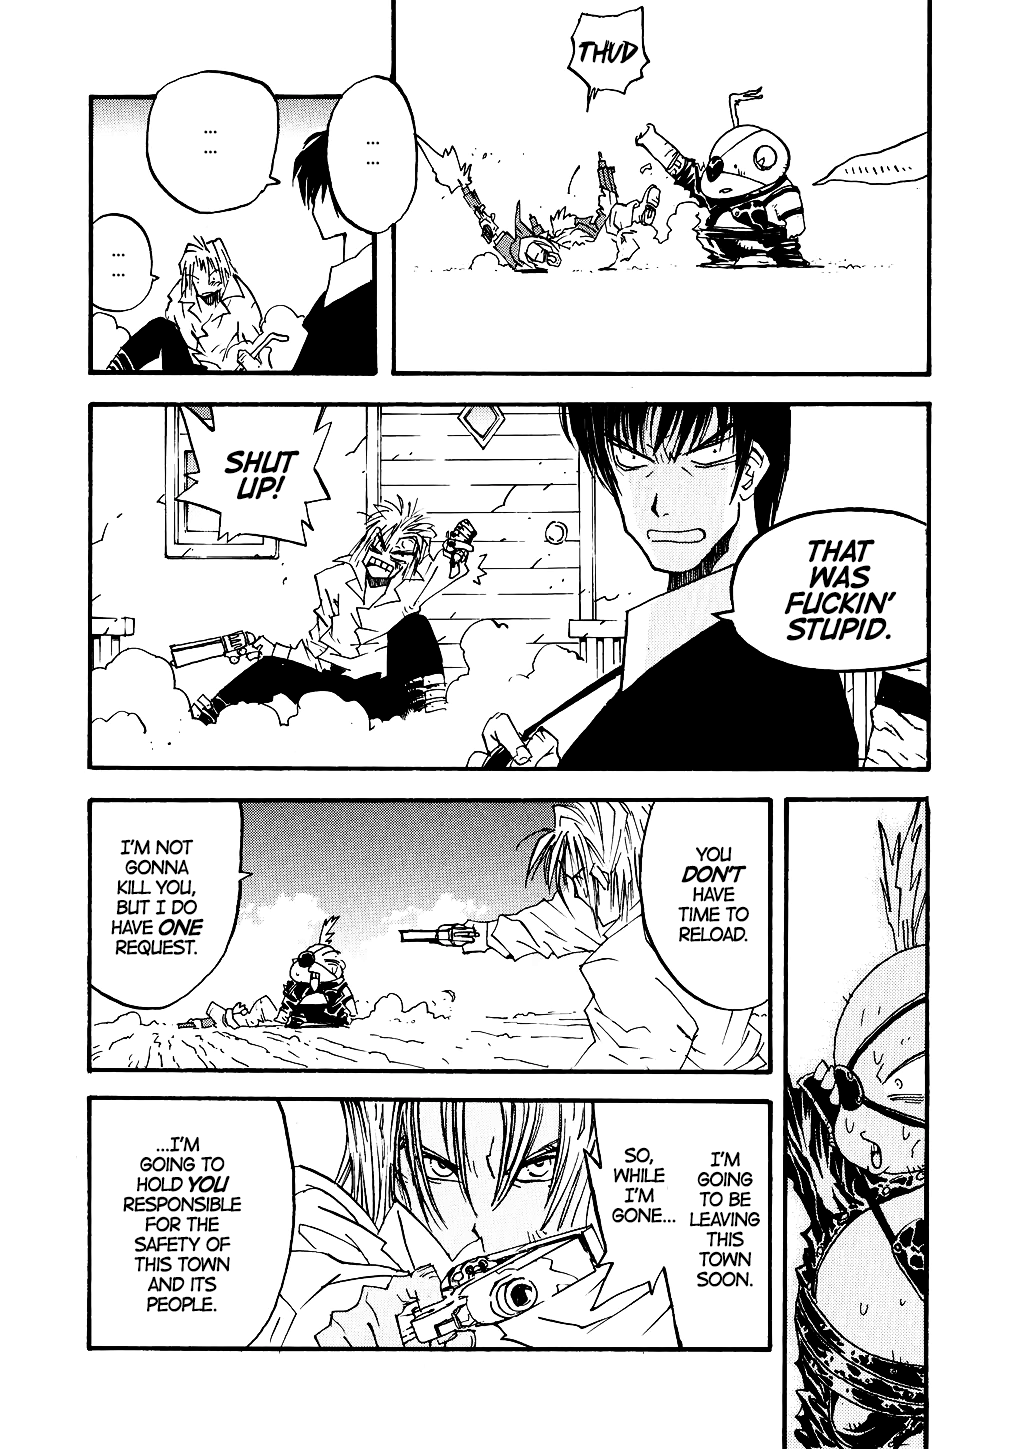 THUD
...
...
...
...
...
...
...
THAT
WAS
FUCKIN'
STUPID.
SHUT
UP!
YOU
DON'T
HAVE
TIME TO
RELOAD.
I'M NOT
GONNA
KILL YOU,
BUT I DO
HAVE ONE
REQUEST.
I'M
GOING
TO BE
LEAVING
THIS
TOWN
SOON.
SO,
WHILE
I'M
GONE...
...I'M
GOING TO
HOLD YOU
RESPONSIBLE
FOR THE
SAFETY OF
THIS TOWN
AND ITS
PEOPLE.